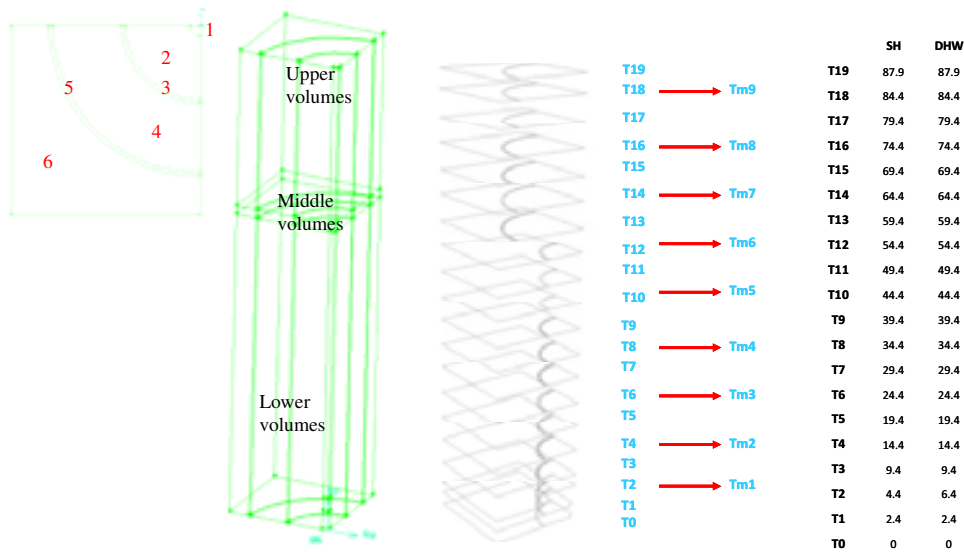 1
2
3
4
5
6
Upper
volumes
Middle
volumes
Lower
volumes
T19
T18 Tm9
T17
T16 Tm8
T15
T14 Tm7
T13
T12 Tm6
T11
T10 Tm5
T9
T8 Tm4
T7
T6 Tm3
T5
T4 Tm2
T3
T2 Tm1
T1
T0
SH DHW
T19 87.9 87.9
T18 84.4 84.4
T17 79.4 79.4
T16 74.4 74.4
T15 69.4 69.4
T14 64.4 64.4
T13 59.4 59.4
T12 54.4 54.4
T11 49.4 49.4
T10 44.4 44.4
T9 39.4 39.4
T8 34.4 34.4
T7 29.4 29.4
T6 24.4 24.4
T5 19.4 19.4
T4 14.4 14.4
T3 9.4 9.4
T2 4.4 6.4
T1 2.4 2.4
T0 0 0